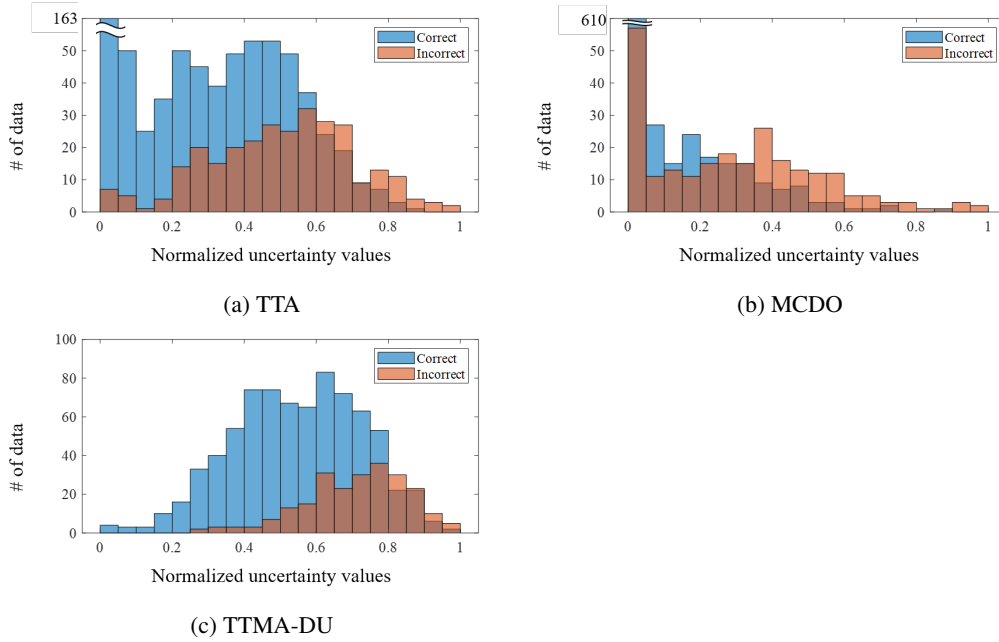 163
50
40
30
20
10
0
# of data
Correct
Incorrect
0 0.2 0.4 0.6 0.8 1
Normalized uncertainty values
(a) TTA
610
50
40
30
20
10
0
# of data
Correct
Incorrect
0 0.2 0.4 0.6 0.8 1
Normalized uncertainty values
(b) MCDO
100
80
60
40
20
0
# of data
Correct
Incorrect
0 0.2 0.4 0.6 0.8 1
Normalized uncertainty values
(c) TTMA-DU